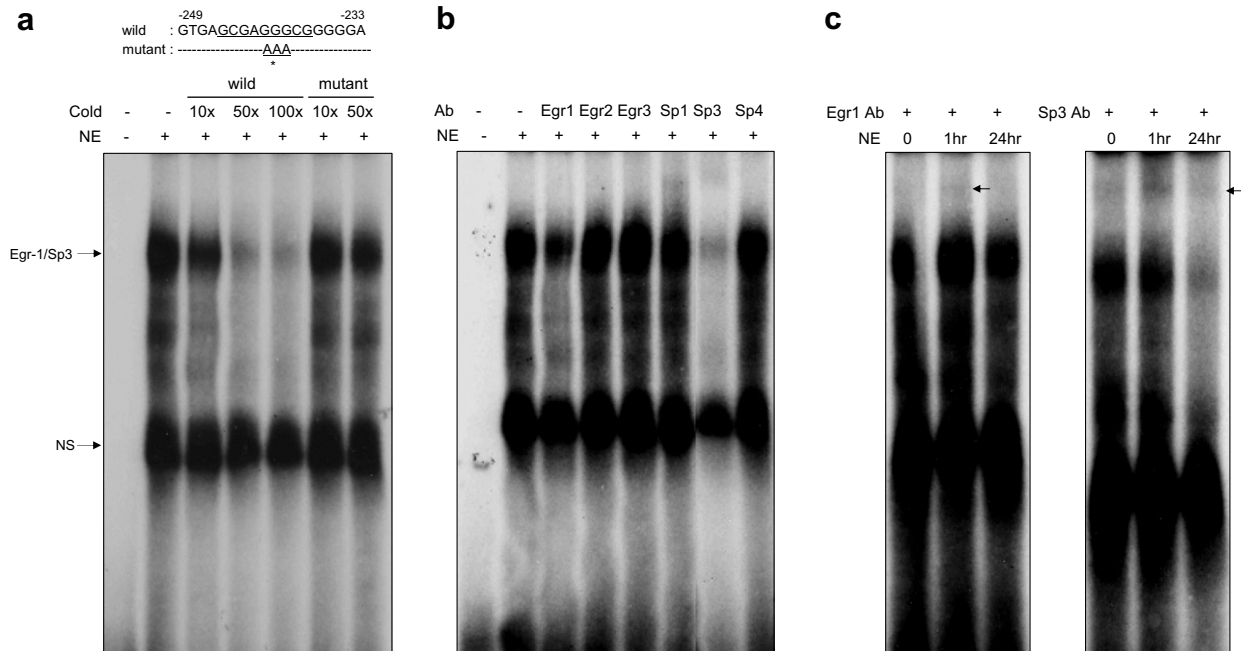 a
-249 -233
wild : GTGAGCGAGGGCGGGGGA
mutant : ------------------AAA------------------
*
wild mutant
Cold - - 10x 50x 100x 10x 50x
NE - + + + + + +
Egr-1/Sp3
NS
b
Ab - - Egr1 Egr2 Egr3 Sp1 Sp3 Sp4
NE - + + + + + + +
c
Egr1 Ab + + +
NE 0 1hr 24hr
Sp3 Ab + + +
0 1hr 24hr